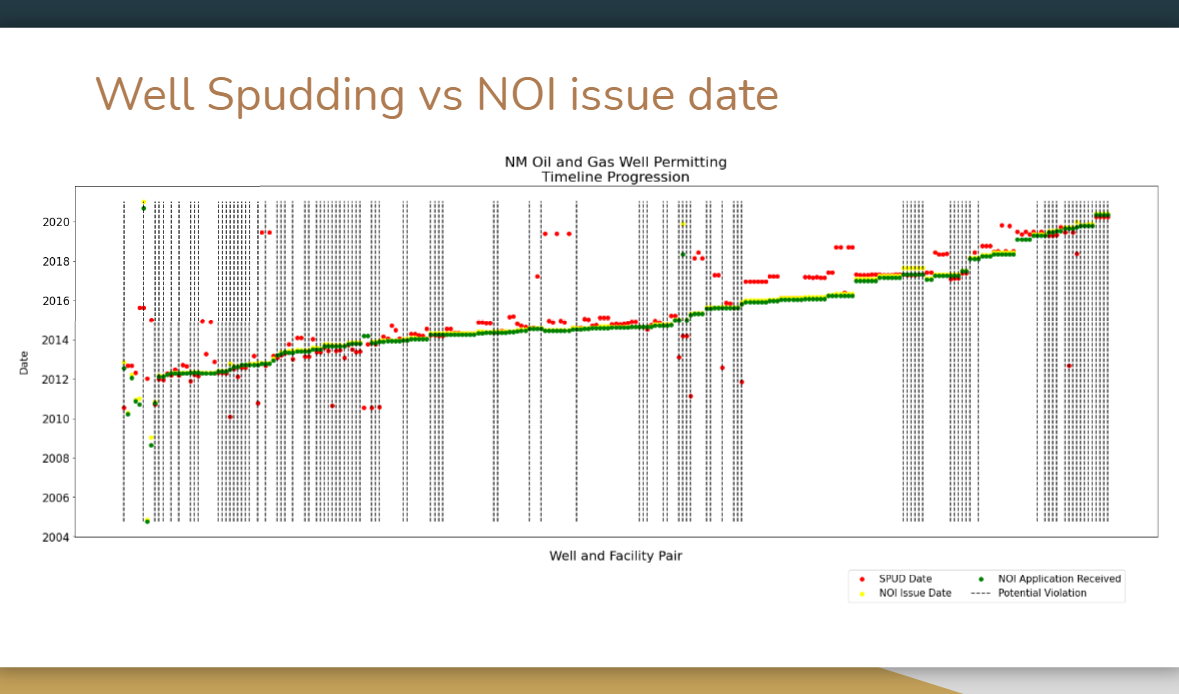 Well Spudding vs NOI issue date
NM Oil and Gas Well Permitting
Timeline Progression
2020
2018
2016
2014
2012
2010
2008
2006
2004
Date
Well and Facility Pair
SPUD Date
NOI Issue Date
NOI Application Received
Potential Violation